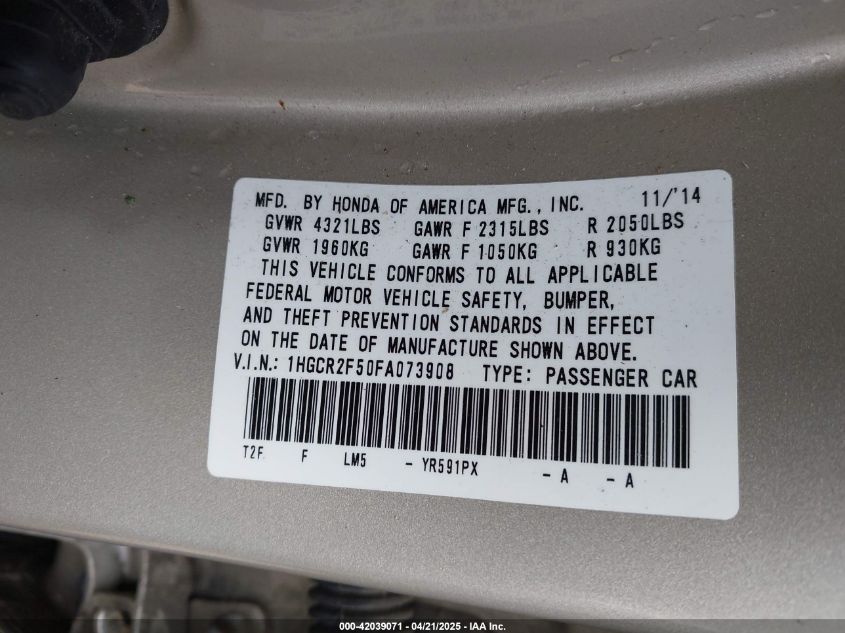 MFD. BY HONDA OF AMERICA MFG., INC. 11/'14
GVWR 4321LBS GAWR F 2315LBS R 2050LBS
GVWR 1960KG GAWR F 1050KG R 930KG
THIS VEHICLE CONFORMS TO ALL APPLICABLE
FEDERAL MOTOR VEHICLE SAFETY, BUMPER,
AND THEFT PREVENTION STANDARDS IN EFFECT
ON THE DATE OF MANUFACTURE SHOWN ABOVE.
V.I.N.: 1HGCR2F50FA073908 TYPE: PASSENGER CAR
T2F F LM5 - YR591PX - A - A
000-42039071 - 04/21/2025 - IAA Inc.